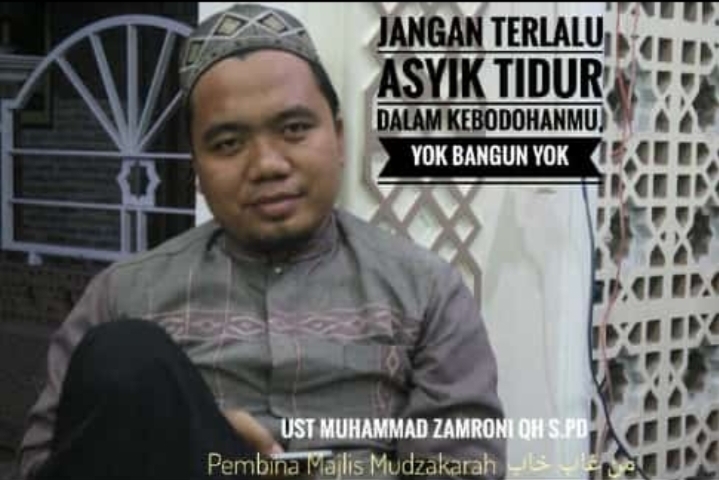 JANGAN TERLALU
ASYIK TIDUR
DALAM KEBODOHANMU,
YOK BANGUN YOK
UST MUHAMMAD ZAMRONI QH S.PD
Pembina Majlis Mudzakarah من غاب خاب